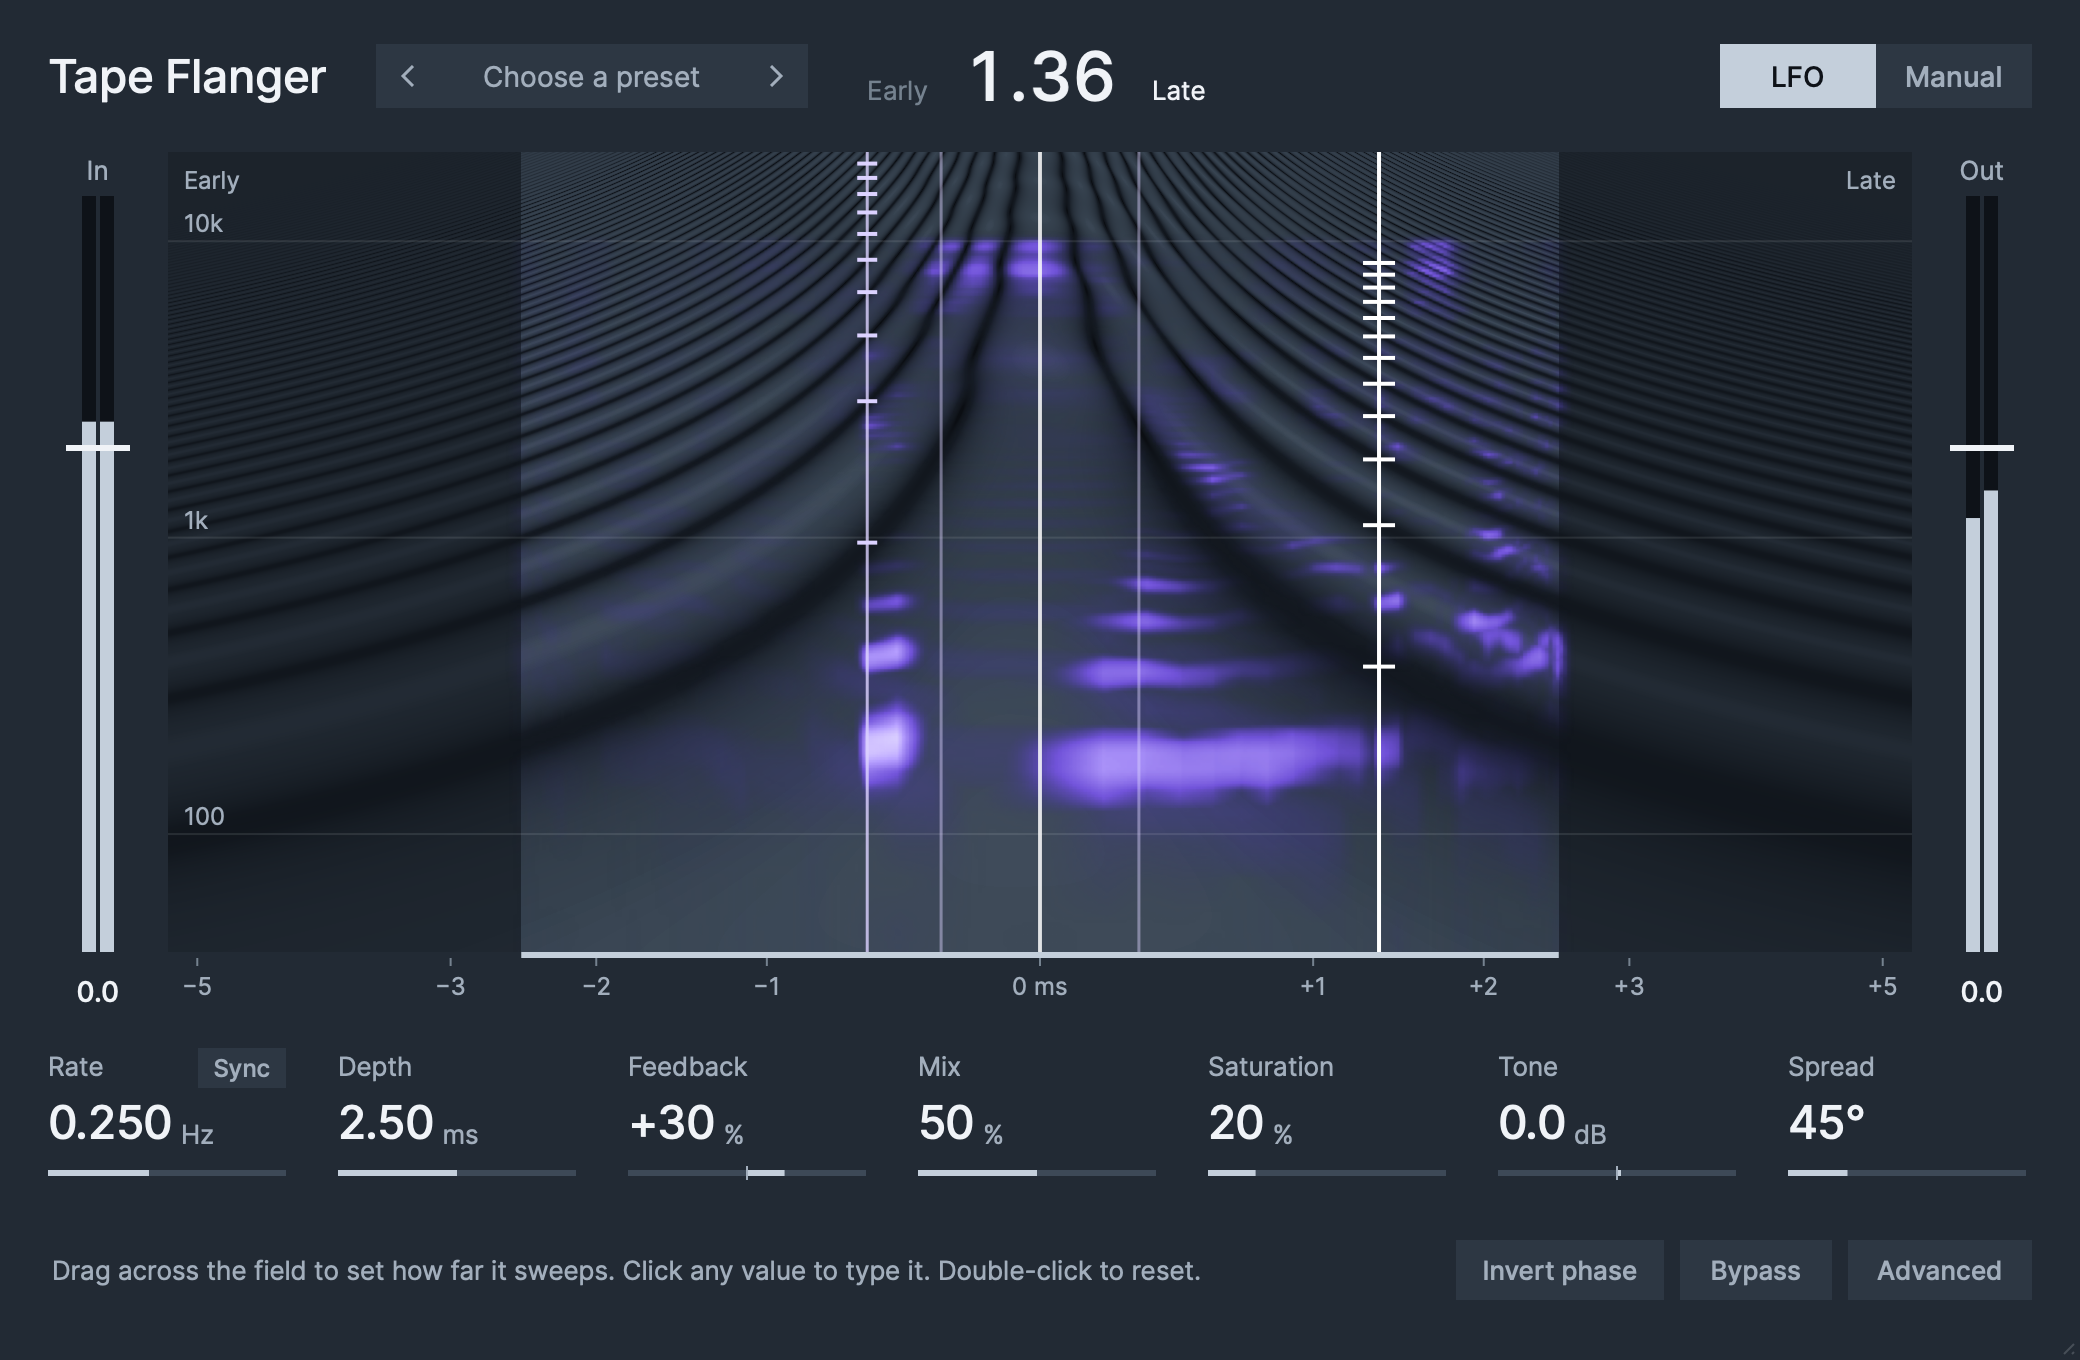 Tape Flanger
Choose a preset
Early 1.36 Late
LFO Manual
In
Early
Late
Out
10k
1k
100
0.0
−5 −3 −2 −1 0 ms +1 +2 +3 +5
0.0
Rate Sync Depth Feedback Mix Saturation Tone Spread
0.250 Hz 2.50 ms +30 % 50 % 20 % 0.0 dB 45°
Drag across the field to set how far it sweeps. Click any value to type it. Double-click to reset.
Invert phase Bypass Advanced